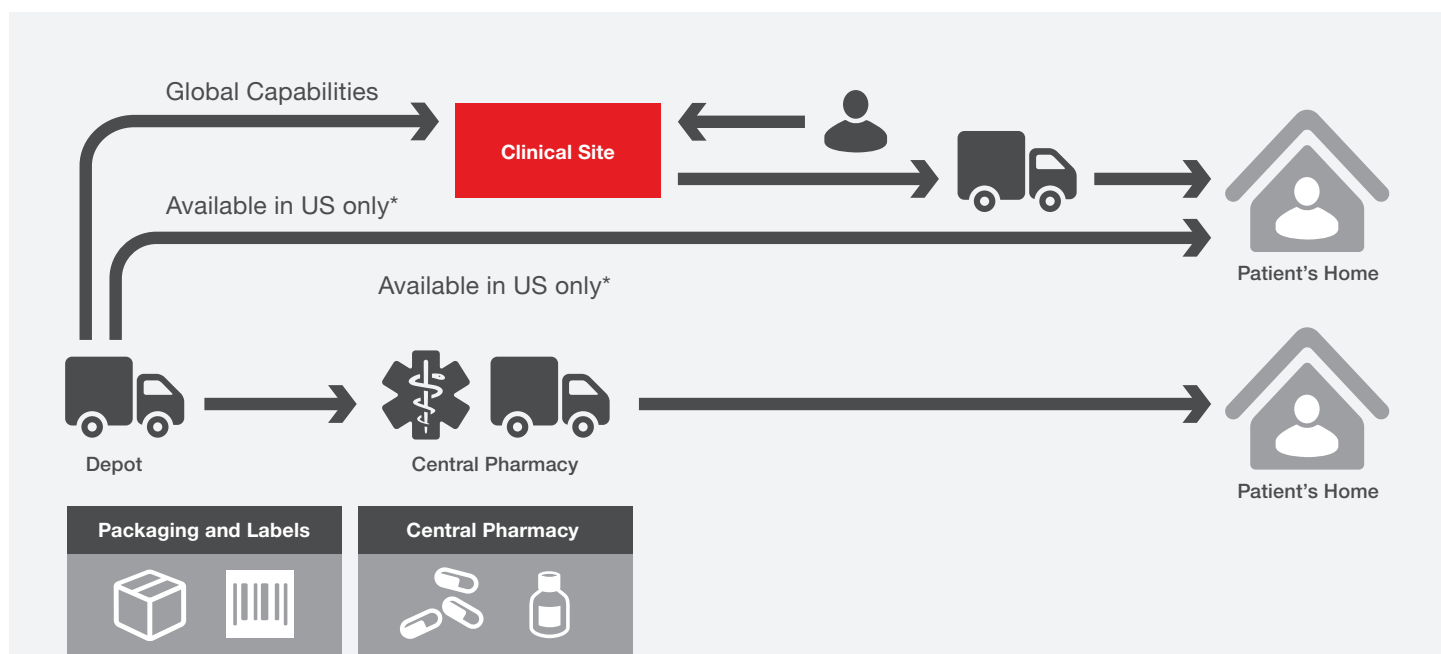 Global Capabilities
Clinical Site
Available in US only*
Patient's Home
Available in US only*
Depot
Central Pharmacy
Patient's Home
Packaging and Labels
Central Pharmacy